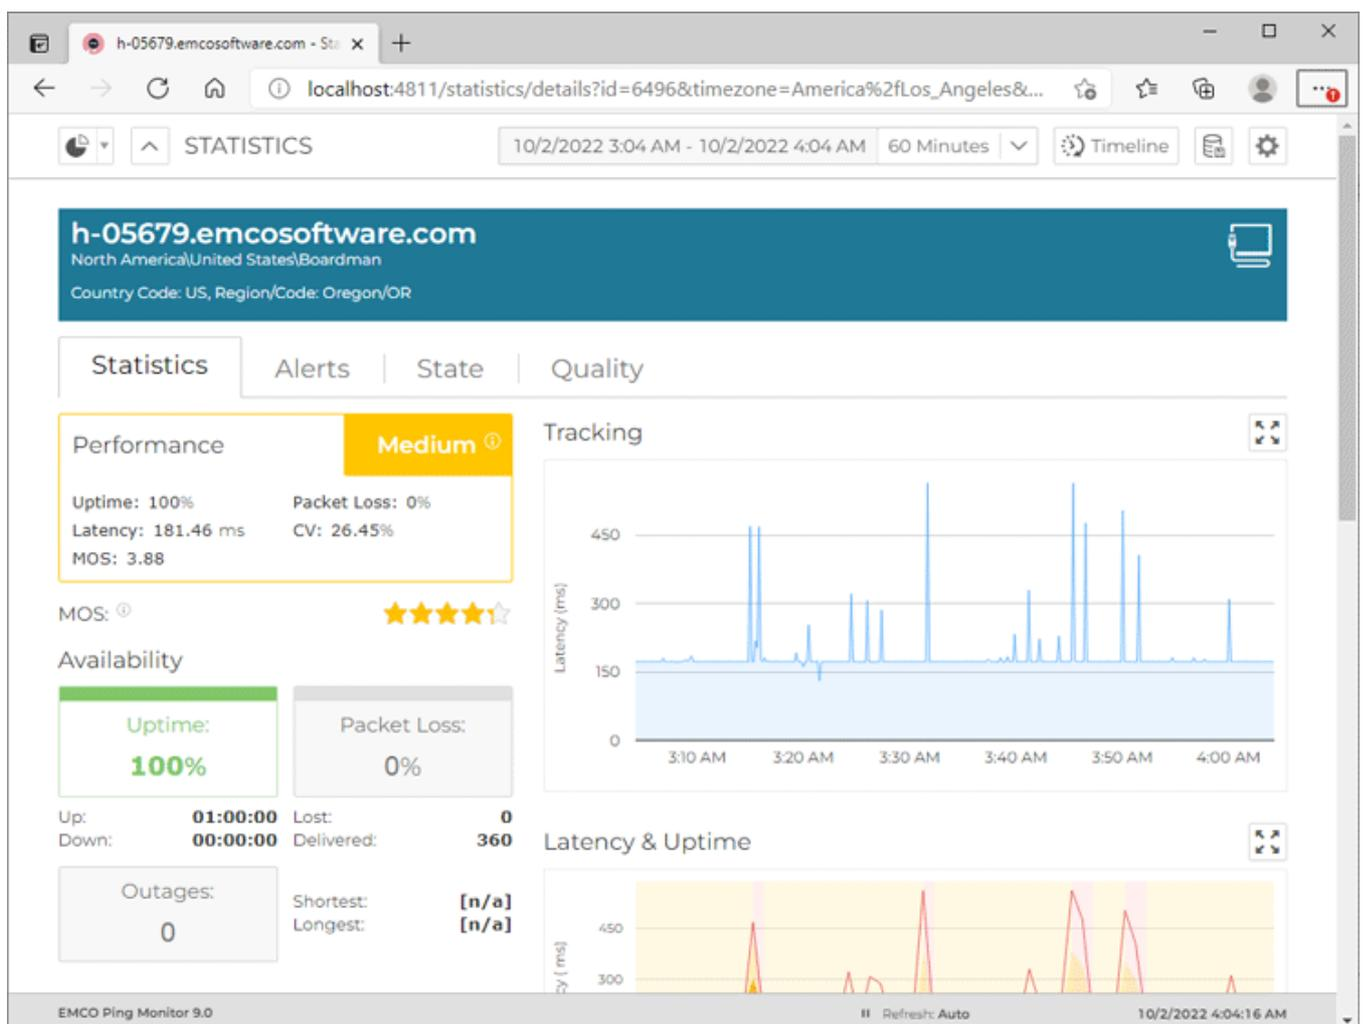 h-05679.emcosoftware.com - Sta
localhost:4811/statistics/details?id=6496&timezone=America%2fLos_Angeles&...
1
STATISTICS
10/2/2022 3:04 AM - 10/2/2022 4:04 AM
60 Minutes
Timeline
h-05679.emcosoftware.com
North America\United States\Boardman
Country Code: US, Region/Code: Oregon/OR
Statistics
Alerts
State
Quality
Performance
Medium
Uptime: 100%
Packet Loss: 0%
Latency: 181.46 ms
CV: 26.45%
MOS: 3.88
MOS:
Availability
Uptime:
100%
Packet Loss:
0%
Up: 01:00:00
Down: 00:00:00
Lost: 0
Delivered: 360
Outages:
0
Shortest: [n/a]
Longest: [n/a]
Tracking
Latency (ms)
450
300
150
0
3:10 AM 3:20 AM 3:30 AM 3:40 AM 3:50 AM 4:00 AM
Latency & Uptime
450
300
cy (ms)
EMCO Ping Monitor 9.0
Refresh: Auto
10/2/2022 4:04:16 AM